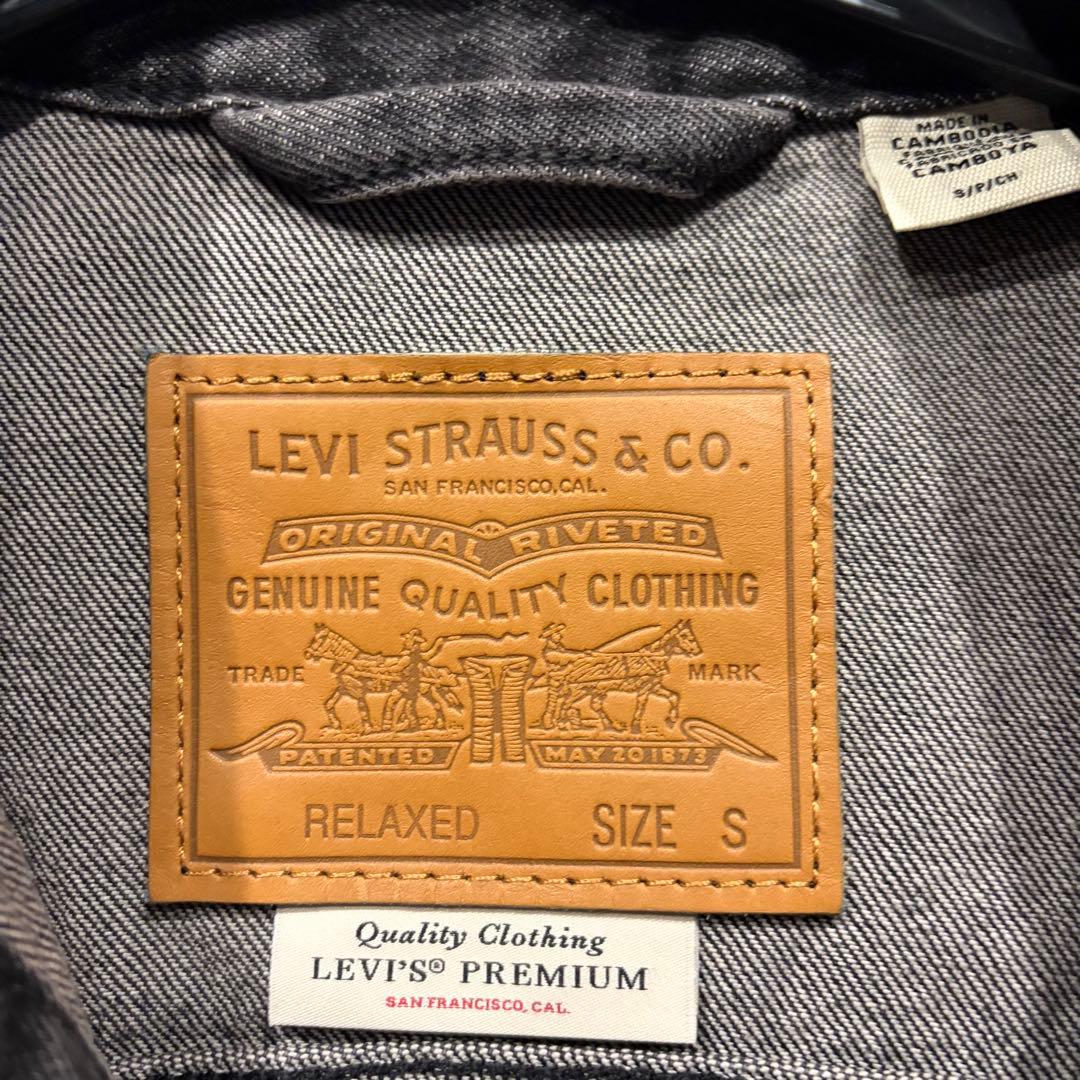 MADE IN
CAMBODIA
CAMBOYA
S/P/CH
LEVI STRAUSS & CO.
SAN FRANCISCO, CAL.
ORIGINAL RIVETED
GENUINE QUALITY CLOTHING
TRADE MARK
PATENTED MAY 20 1873
RELAXED SIZE S
Quality Clothing
LEVI'S® PREMIUM
SAN FRANCISCO, CAL.